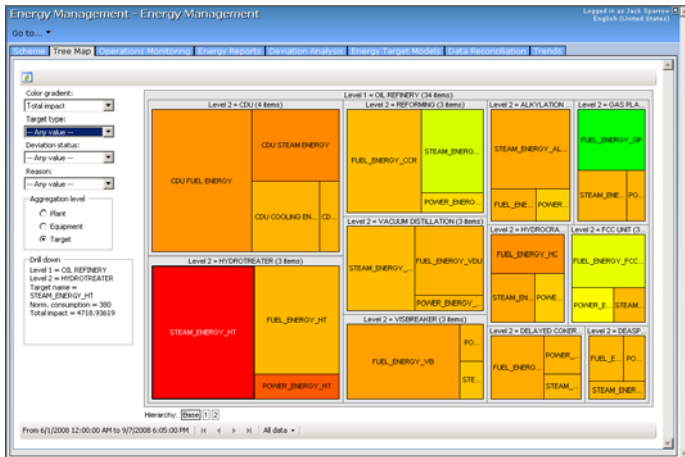 Energy Management - Energy Management
Logged in as Jack Sparrow
English (United States)
Go to...
Scheme Tree Map Operations Monitoring Energy Reports Deviation Analysis Energy Target Models Data Reconciliation Trends
Color gradient:
Total impact
Target type:
-- Any value --
Deviation status:
-- Any value --
Reason:
-- Any value --
Aggregation level
Plant
Equipment
Target
Drill down
Level 1 = OIL REFINERY
Level 2 = HYDROTREATER
Target name =
STEAM_ENERGY_HT
Norm. consumption = 380
Total impact = 4718.93619
Level 1 = OIL REFINERY (34 items)
Level 2 = CDU (4 items)
CDU FUEL ENERGY
CDU STEAM ENERGY
CDU COOLING EN...
CD...
Level 2 = HYDROTREATER (3 items)
STEAM_ENERGY_HT
FUEL_ENERGY_HT
POWER_ENERGY_HT
Level 2 = REFORMING (3 items)
FUEL_ENERGY_CCR
STEAM_ENERG...
POWER_ENERG...
Level 2 = VACUUM DISTILLATION (3 items)
STEAM_ENERGY_...
FUEL_ENERGY_VDU
POWER_ENERGY_...
Level 2 = VISBREAKER (3 items)
FUEL_ENERGY_VB
PO...
STE...
Level 2 = ALKYLATION ...
STEAM_ENERGY_AL...
FUEL_ENE...
POWER...
Level 2 = GAS PLA...
FUEL_ENERGY_GP
STEAM_ENE...
PO...
Level 2 = HYDROCRA...
FUEL_ENERGY_HC
STEAM_EN...
POWE...
Level 2 = FCC UNIT (3...
FUEL_ENERGY_FCC...
POWER_E...
STEAM...
Level 2 = DELAYED COKER...
FUEL_ENERG...
POWER_...
STEAM_...
Level 2 = DEASP...
FUEL_E...
PO...
STEAM_ENER...
Hierarchy: Base 1 2
From 6/1/2008 12:00:00 AM to 9/7/2008 6:05:00 PM All data